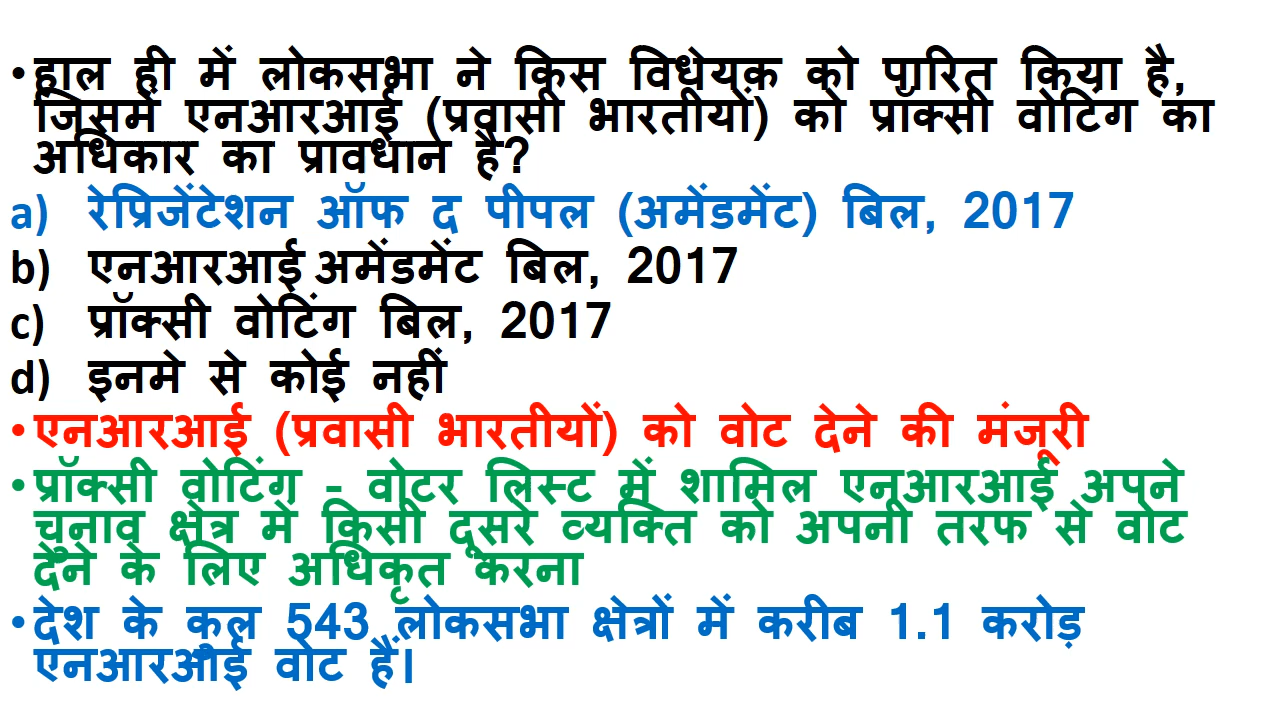 • हाल ही में लोकसभा ने किस विधेयक को पारित किया है,
जिसमें एनआरआई (प्रवासी भारतीयों) को प्रॉक्सी वोटिंग का
अधिकार का प्रावधान है?
a) रेप्रिजेंटेशन ऑफ द पीपल (अमेंडमेंट) बिल, 2017
b) एनआरआई अमेंडमेंट बिल, 2017
c) प्रॉक्सी वोटिंग बिल, 2017
d) इनमे से कोई नहीं
• एनआरआई (प्रवासी भारतीयों) को वोट देने की मंजूरी
• प्रॉक्सी वोटिंग - वोटर लिस्ट में शामिल एनआरआई अपने
चुनाव क्षेत्र में किसी दूसरे व्यक्ति को अपनी तरफ से वोट
देने के लिए अधिकृत करना
• देश के कुल 543 लोकसभा क्षेत्रों में करीब 1.1 करोड़
एनआरआई वोट हैं।